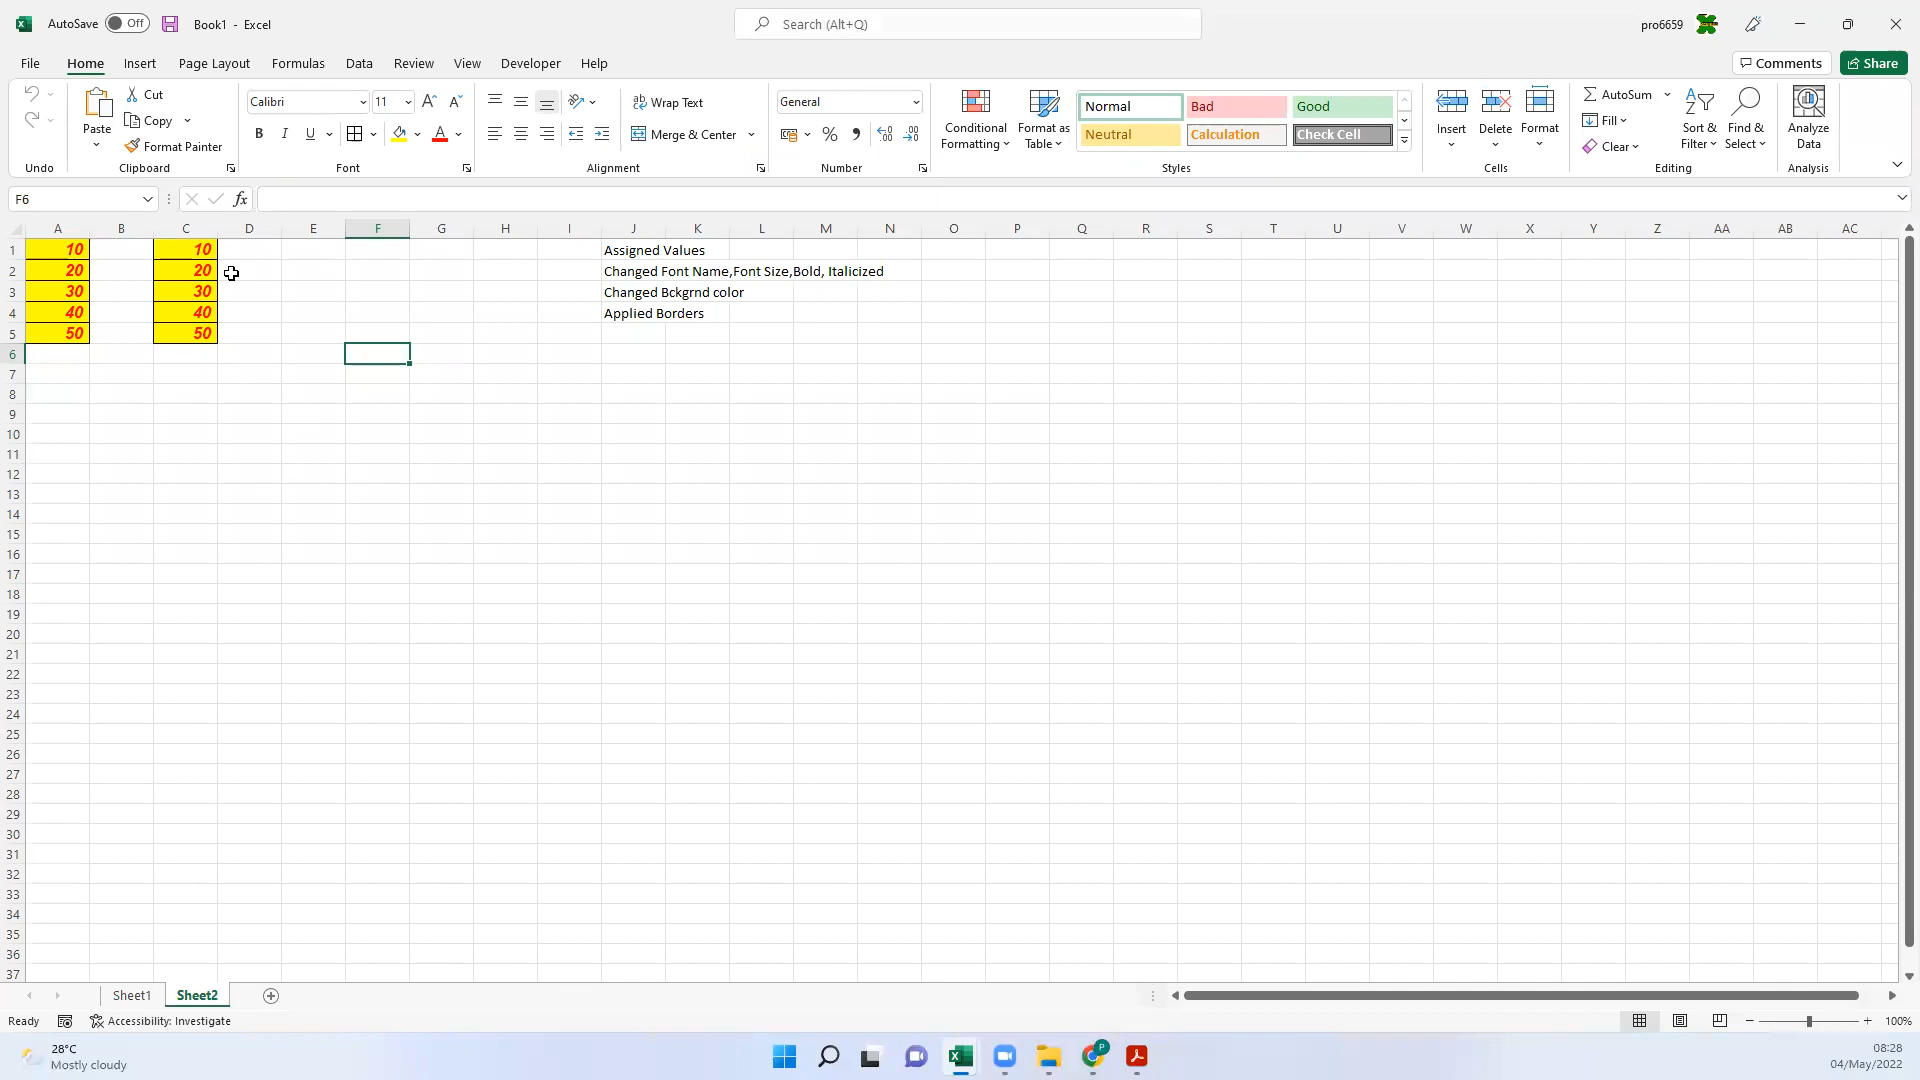 AutoSave Off Book1 - Excel Search (Alt+Q) pro6659
File Home Insert Page Layout Formulas Data Review View Developer Help Comments Share
Paste Cut Copy Format Painter
Calibri 11
B I U A
Wrap Text
Merge & Center
General
% 9
Conditional Formatting
Format as Table
Normal Bad Good
Neutral Calculation Check Cell
Insert Delete Format
AutoSum
Fill
Clear
Sort & Filter
Find & Select
Analyze Data
Undo Clipboard Font Alignment Number Styles Cells Editing Analysis
F6 fx
A B C D E F G H I J K L M N O P Q R S T U V W X Y Z AA AB AC
1 10 10 Assigned Values
2 20 20 Changed Font Name,Font Size,Bold, Italicized
3 30 30 Changed Bckgrnd color
4 40 40 Applied Borders
5 50 50
6
7
8
9
10
11
12
13
14
15
16
17
18
19
20
21
22
23
24
25
26
27
28
29
30
31
32
33
34
35
36
37
Sheet1 Sheet2
Ready Accessibility: Investigate 100%
28°C
Mostly cloudy
08:28
04/May/2022